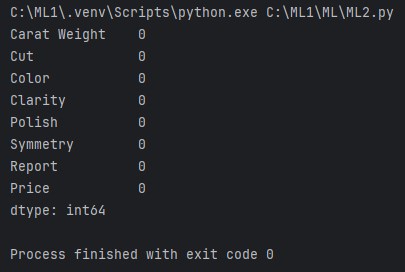 C:\ML1\.venv\Scripts\python.exe C:\ML1\ML\ML2.py
Carat Weight    0
Cut             0
Color           0
Clarity         0
Polish          0
Symmetry        0
Report          0
Price           0
dtype: int64

Process finished with exit code 0